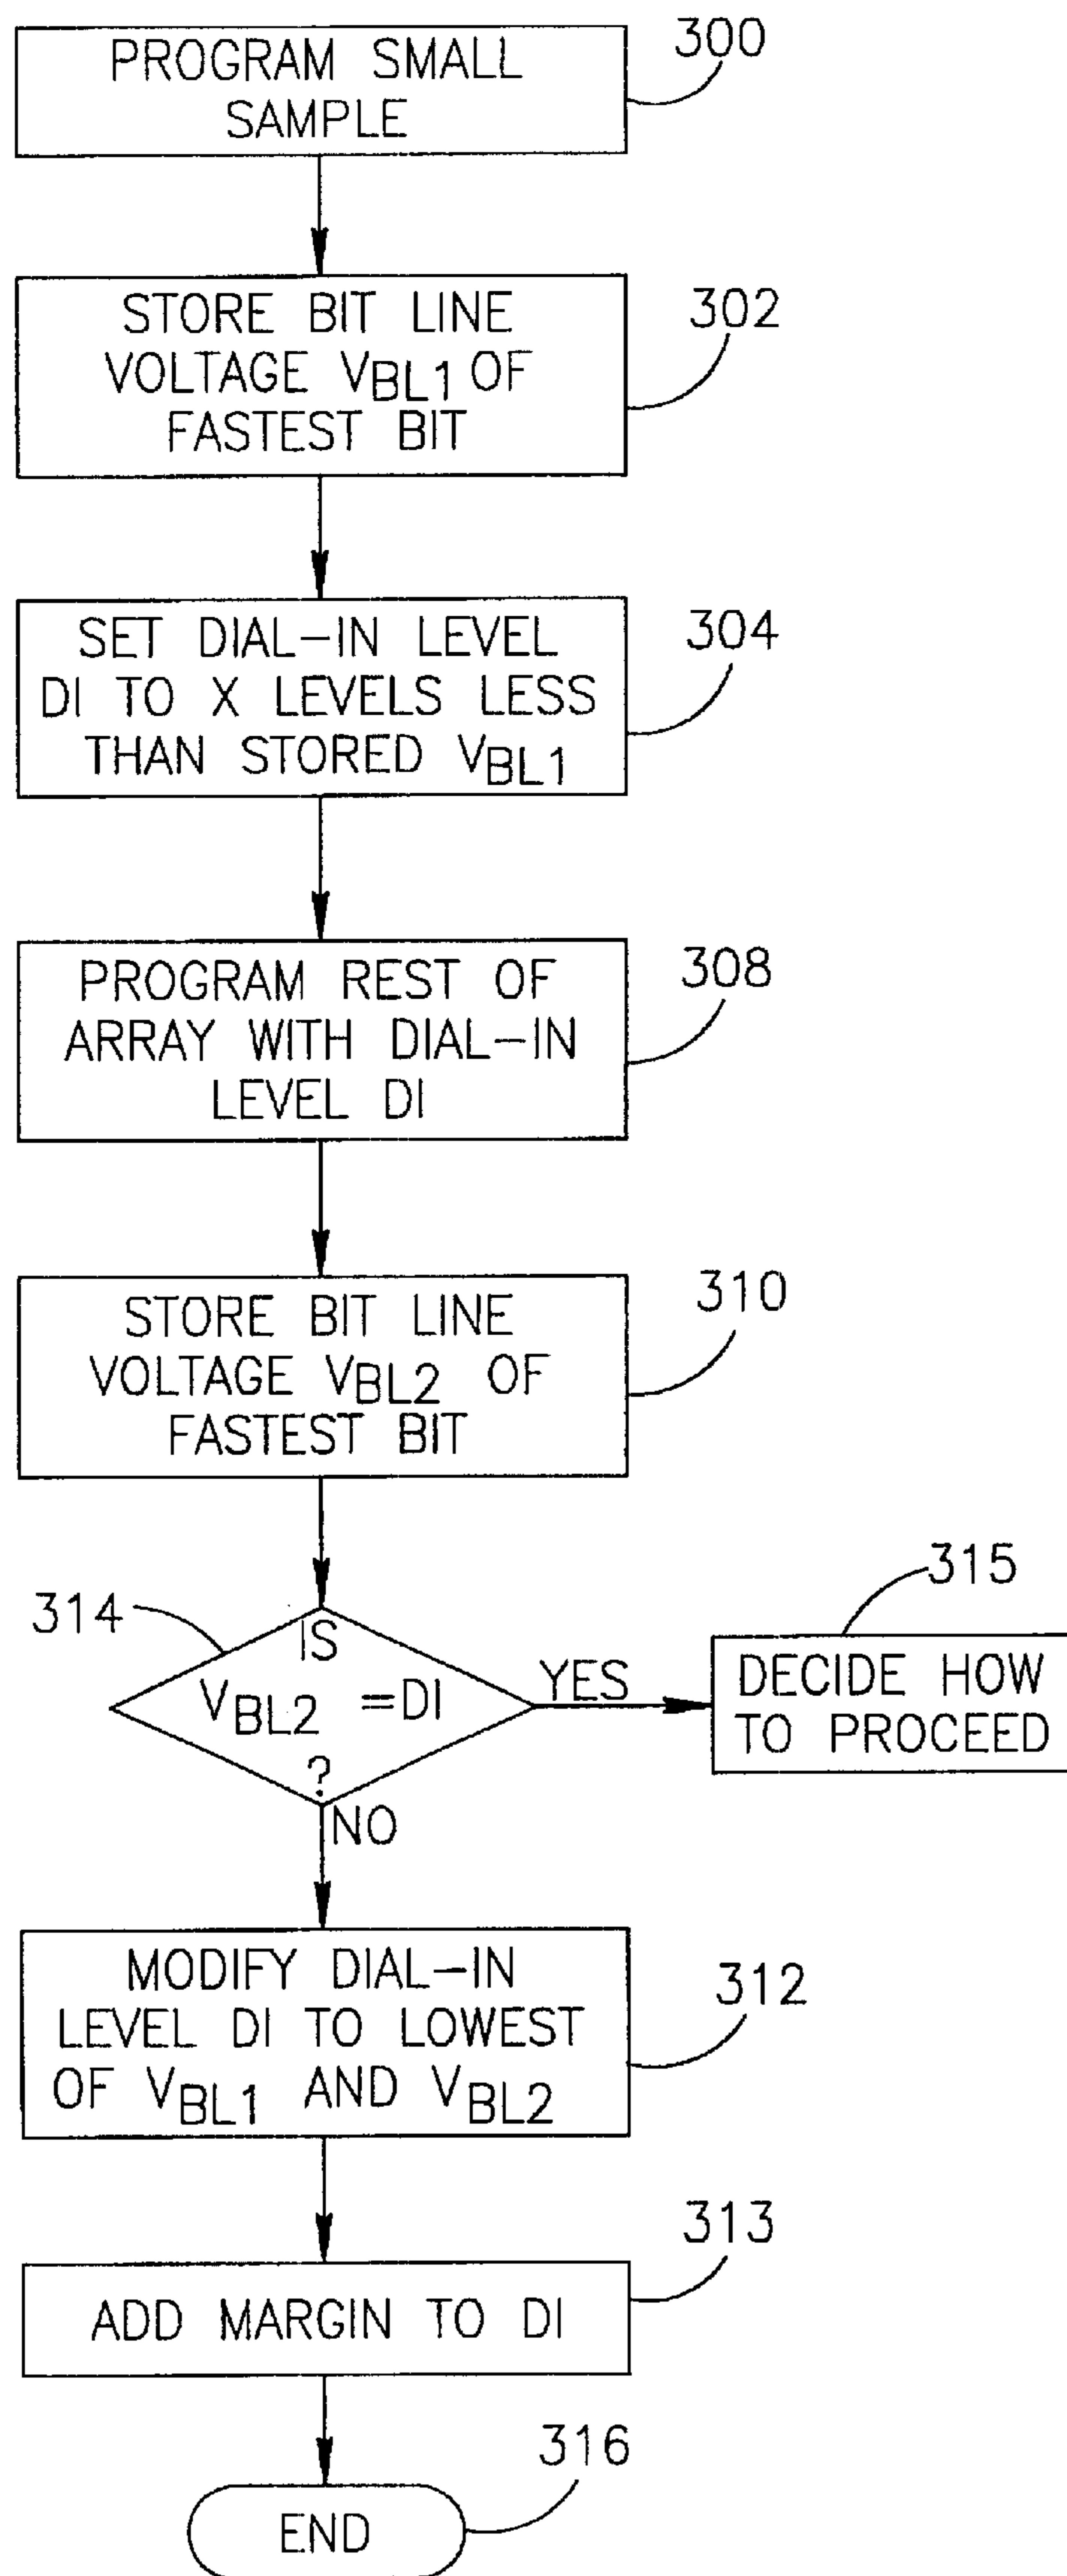 PROGRAM SMALL
SAMPLE
300
STORE BIT LINE
VOLTAGE VBL1 OF
FASTEST BIT
302
SET DIAL-IN LEVEL
DI TO X LEVELS LESS
THAN STORED VBL1
304
PROGRAM REST OF
ARRAY WITH DIAL-IN
LEVEL DI
308
STORE BIT LINE
VOLTAGE VBL2 OF
FASTEST BIT
310
314
IS
VBL2 =DI
?
YES
315
DECIDE HOW
TO PROCEED
NO
MODIFY DIAL-IN
LEVEL DI TO LOWEST
OF VBL1 AND VBL2
312
ADD MARGIN TO DI
313
END
316